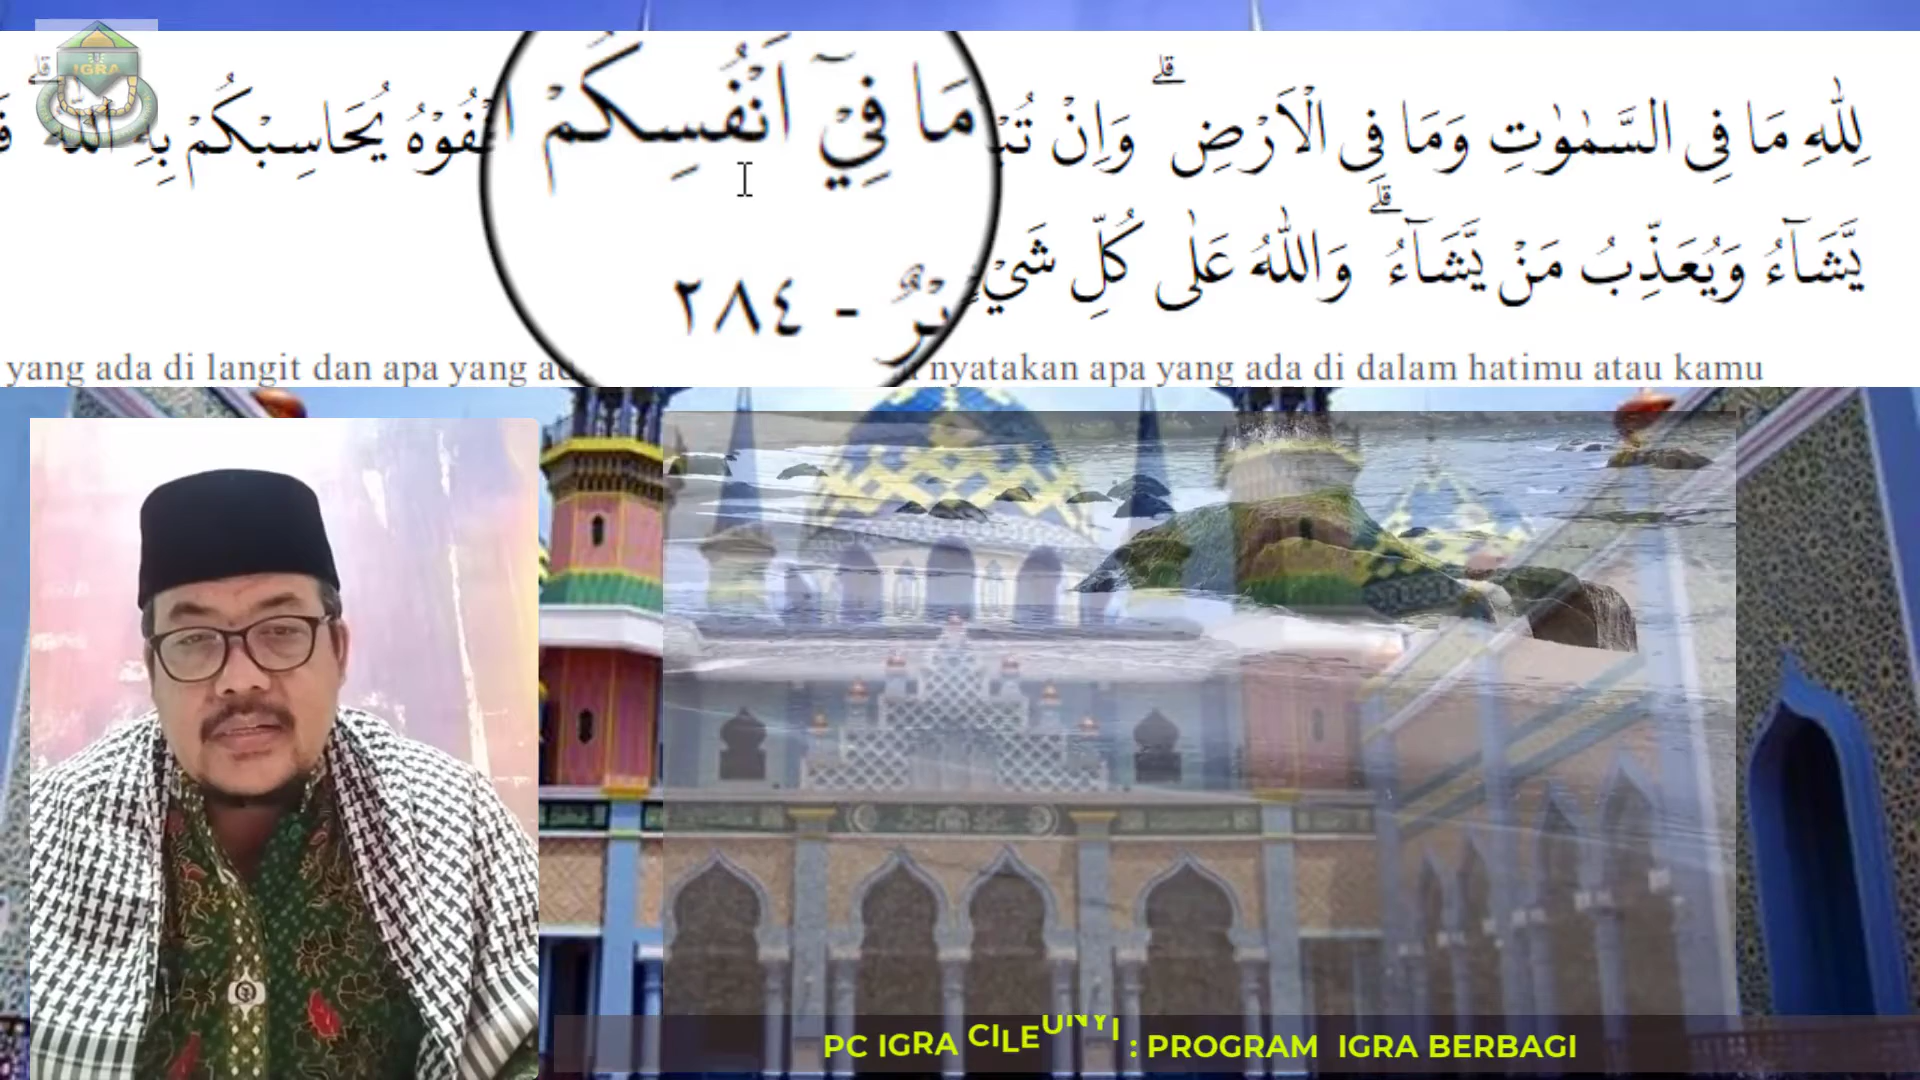 IGRA
لِلّٰهِ مَا فِى السَّمٰوٰتِ وَمَا فِى الْاَرْضِ ۗ وَاِنْ تُبْ مَا فِيْٓ اَنْفُسِكُمْ فُوْهُ يُحَاسِبْكُمْ بِهِ اللّٰهُ ۗ
يَّشَاۤءُ وَيُعَذِّبُ مَنْ يَّشَاۤءُ ۗ وَاللّٰهُ عَلٰى كُلِّ شَيْءٍ يْرٌ - ٢٨٤
yang ada di langit dan apa yang nyatakan apa yang ada di dalam hatimu atau kamu
PC IGRA CILEUNYI : PROGRAM IGRA BERBAGI